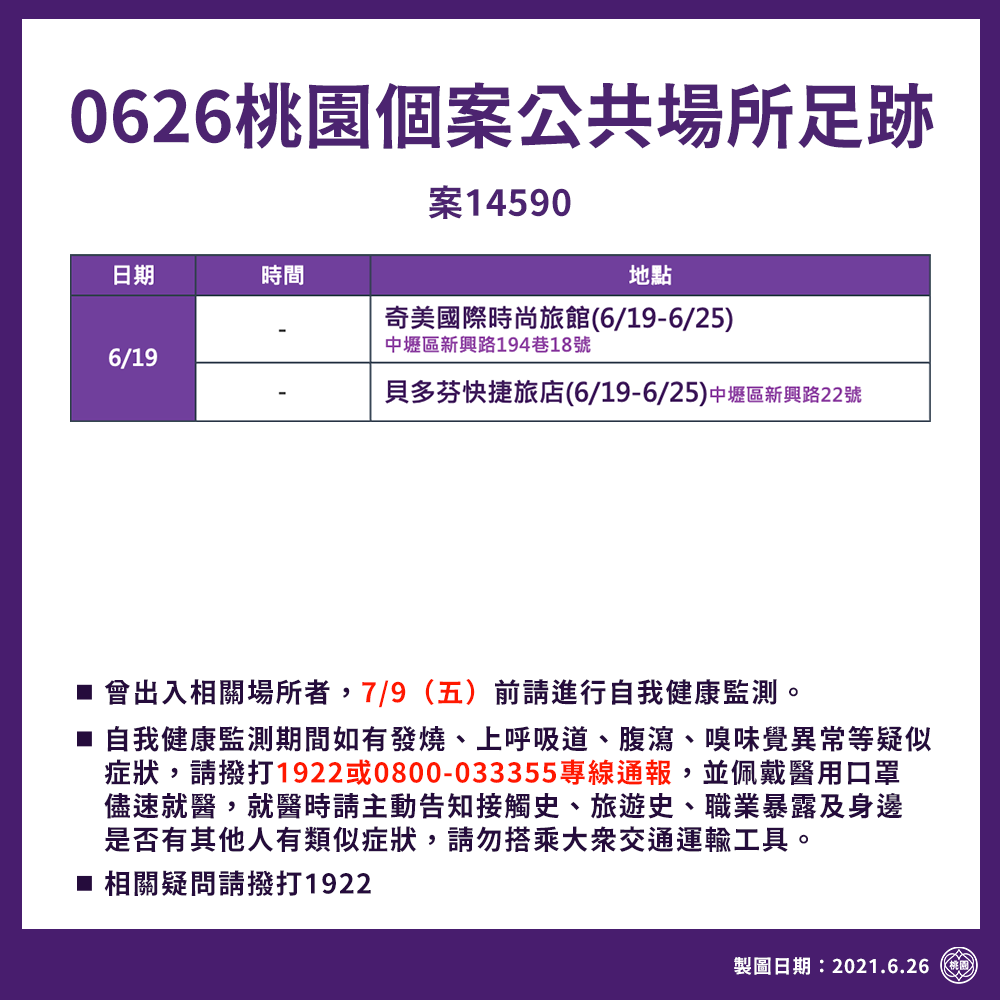 0626桃園個案公共場所足跡
案14590
日期 時間 地點
6/19
-
奇美國際時尚旅館(6/19-6/25)
中壢區新興路194巷18號
-
貝多芬快捷旅店(6/19-6/25)中壢區新興路22號
■ 曾出入相關場所者，7/9（五）前請進行自我健康監測。
■ 自我健康監測期間如有發燒、上呼吸道、腹瀉、嗅味覺異常等疑似
症狀，請撥打1922或0800-033355專線通報，並佩戴醫用口罩
儘速就醫，就醫時請主動告知接觸史、旅遊史、職業暴露及身邊
是否有其他人有類似症狀，請勿搭乘大眾交通運輸工具。
■ 相關疑問請撥打1922
製圖日期：2021.6.26 桃園